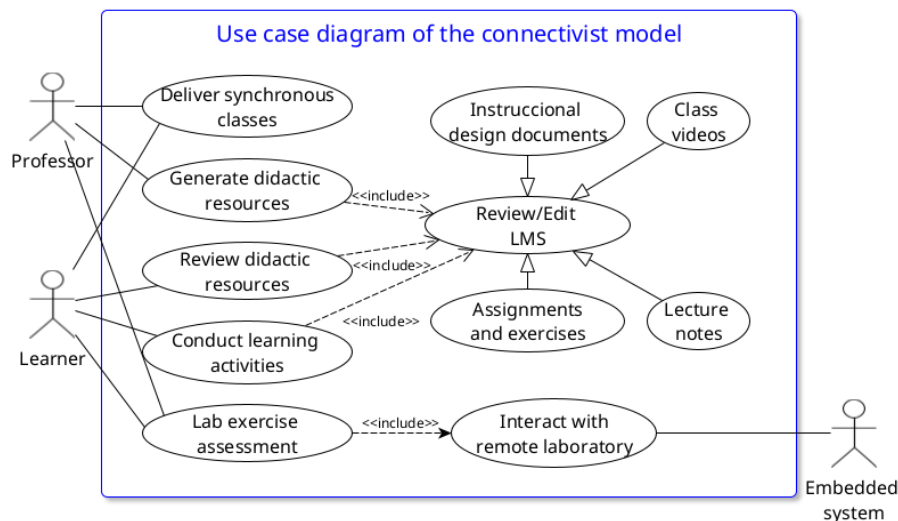 Use case diagram of the connectivist model
Professor
Deliver synchronous
classes
Generate didactic
resources
<<include>>
Instruccional
design documents
Class
videos
Review/Edit
LMS
Learner
Review didactic
resources
<<include>>
Conduct learning
activities
<<include>>
Assignments
and exercises
Lecture
notes
Lab exercise
assessment
<<include>>
Interact with
remote laboratory
Embedded
system